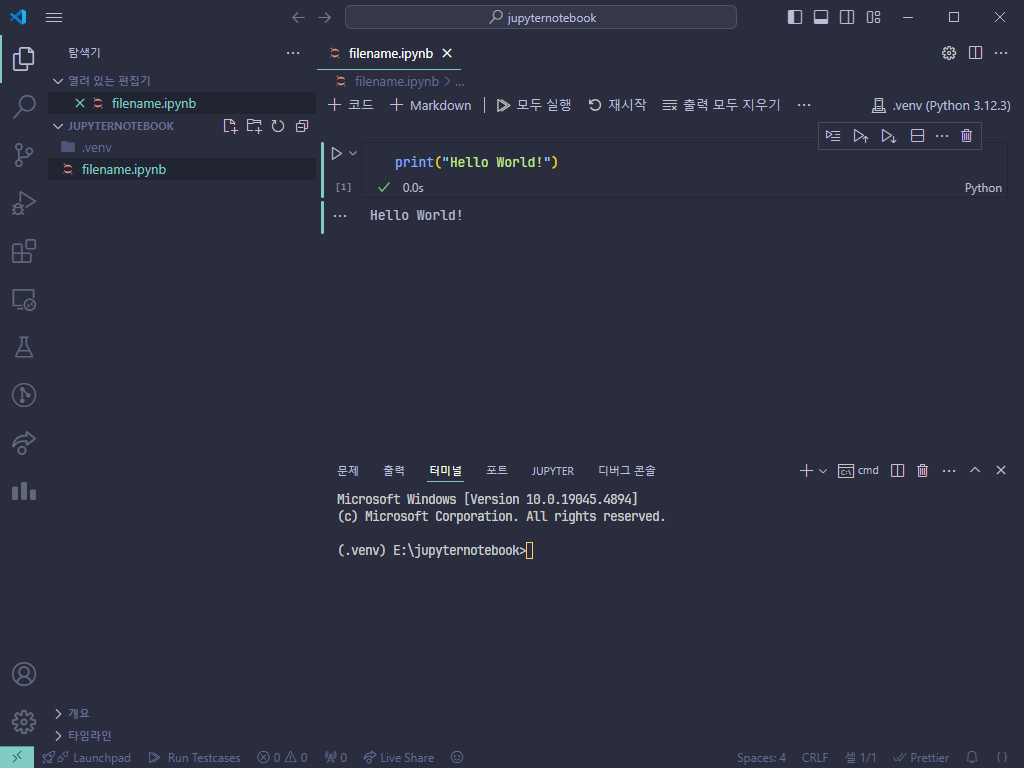 jupyternotebook
탐색기
열려 있는 편집기
filename.ipynb
JUPYTERNOTEBOOK
.venv
filename.ipynb
개요
타임라인
filename.ipynb
filename.ipynb > ...
코드 Markdown 모두 실행 재시작 출력 모두 지우기 ... .venv (Python 3.12.3)
print("Hello World!")
[1] 0.0s Python
Hello World!
문제 출력 터미널 포트 JUPYTER 디버그 콘솔 cmd
Microsoft Windows [Version 10.0.19045.4894]
(c) Microsoft Corporation. All rights reserved.
(.venv) E:\jupyternotebook>
Launchpad Run Testcases 0 0 0 Live Share Spaces: 4 CRLF 셀 1/1 Prettier